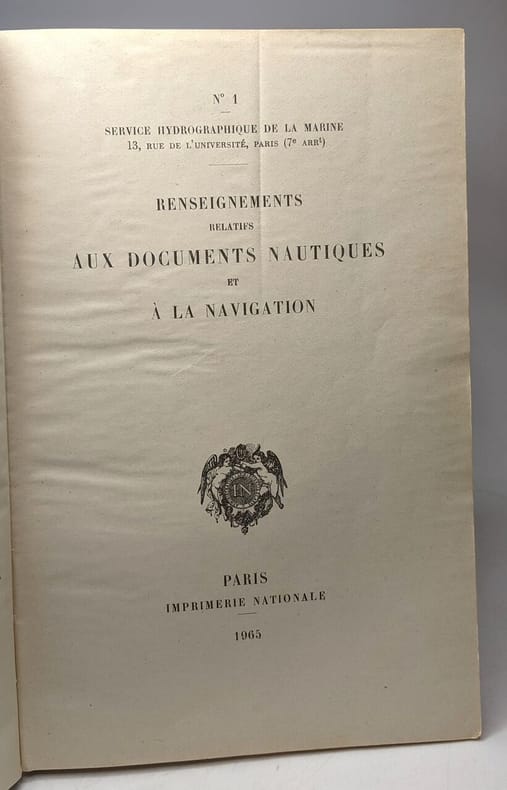 N° 1
SERVICE HYDROGRAPHIQUE DE LA MARINE
13, RUE DE L'UNIVERSITÉ, PARIS (7e ARRt)
RENSEIGNEMENTS
RELATIFS
AUX DOCUMENTS NAUTIQUES
ET
À LA NAVIGATION
IN
PARIS
IMPRIMERIE NATIONALE
1965